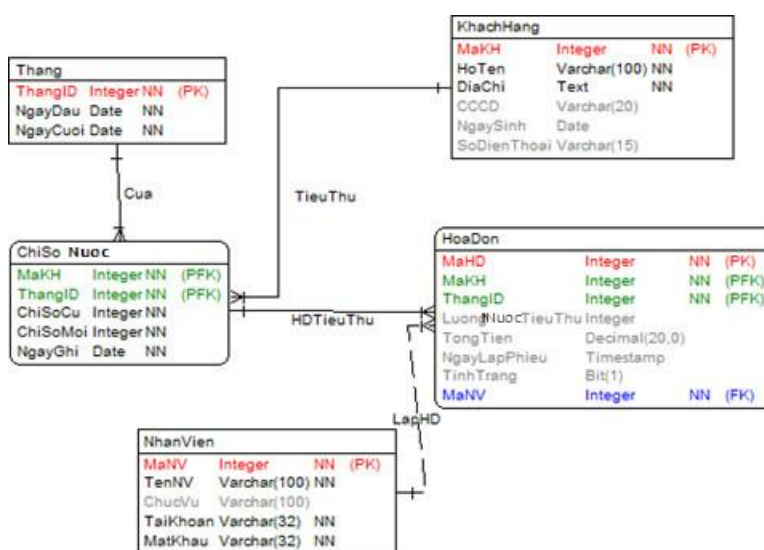 KhachHang
MaKH Integer NN (PK)
HoTen Varchar(100) NN
DiaChi Text NN
CCCD Varchar(20)
NgaySinh Date
SoDienThoai Varchar(15)
Thang
ThangID Integer NN (PK)
NgayDau Date NN
NgayCuoi Date NN
Cua
TieuThu
ChiSo Nuoc
MaKH Integer NN (PFK)
ThangID Integer NN (PFK)
ChiSoCu Integer NN
ChiSoMoi Integer NN
NgayGhi Date NN
HDTieuThu
HoaDon
MaHD Integer NN (PK)
MaKH Integer NN (PFK)
ThangID Integer NN (PFK)
LuongNuocTieuThu Integer
TongTien Decimal(20,0)
NgayLapPhieu Timestamp
TinhTrang Bit(1)
MaNV Integer NN (FK)
LapHD
NhanVien
MaNV Integer NN (PK)
TenNV Varchar(100) NN
ChucVu Varchar(100)
TaiKhoan Varchar(32) NN
MatKhau Varchar(32) NN